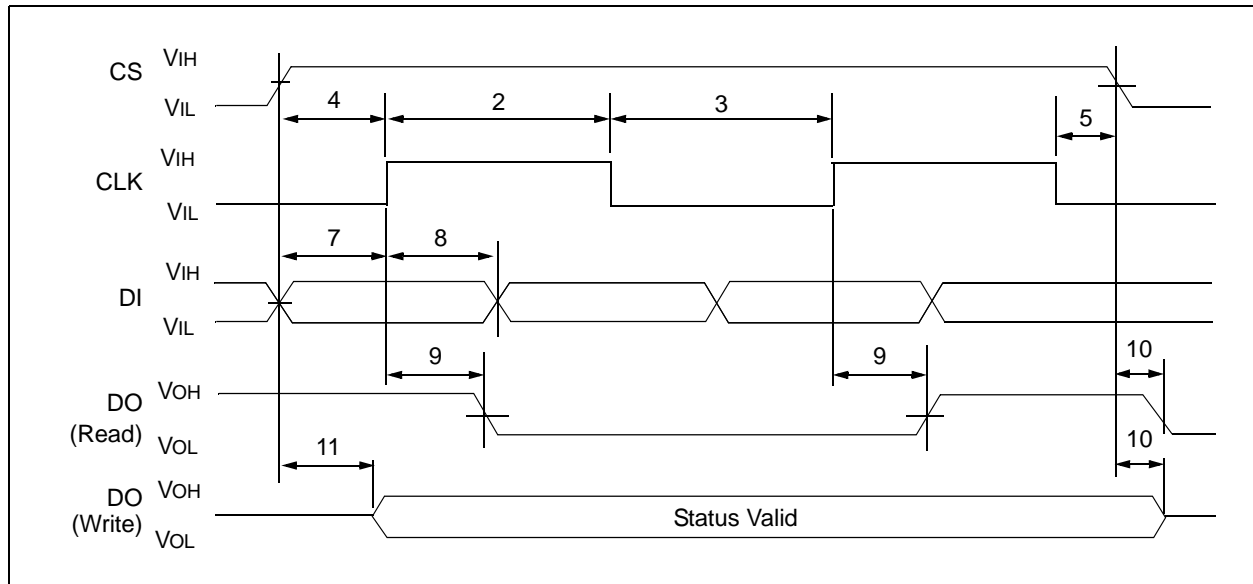 CS VIH
VIL
4 2 3 5
CLK VIH
VIL
7 8
DI VIH
VIL
9 9 10
DO (Read) VOH
VOL
11 10
DO (Write) VOH
Status Valid
VOL